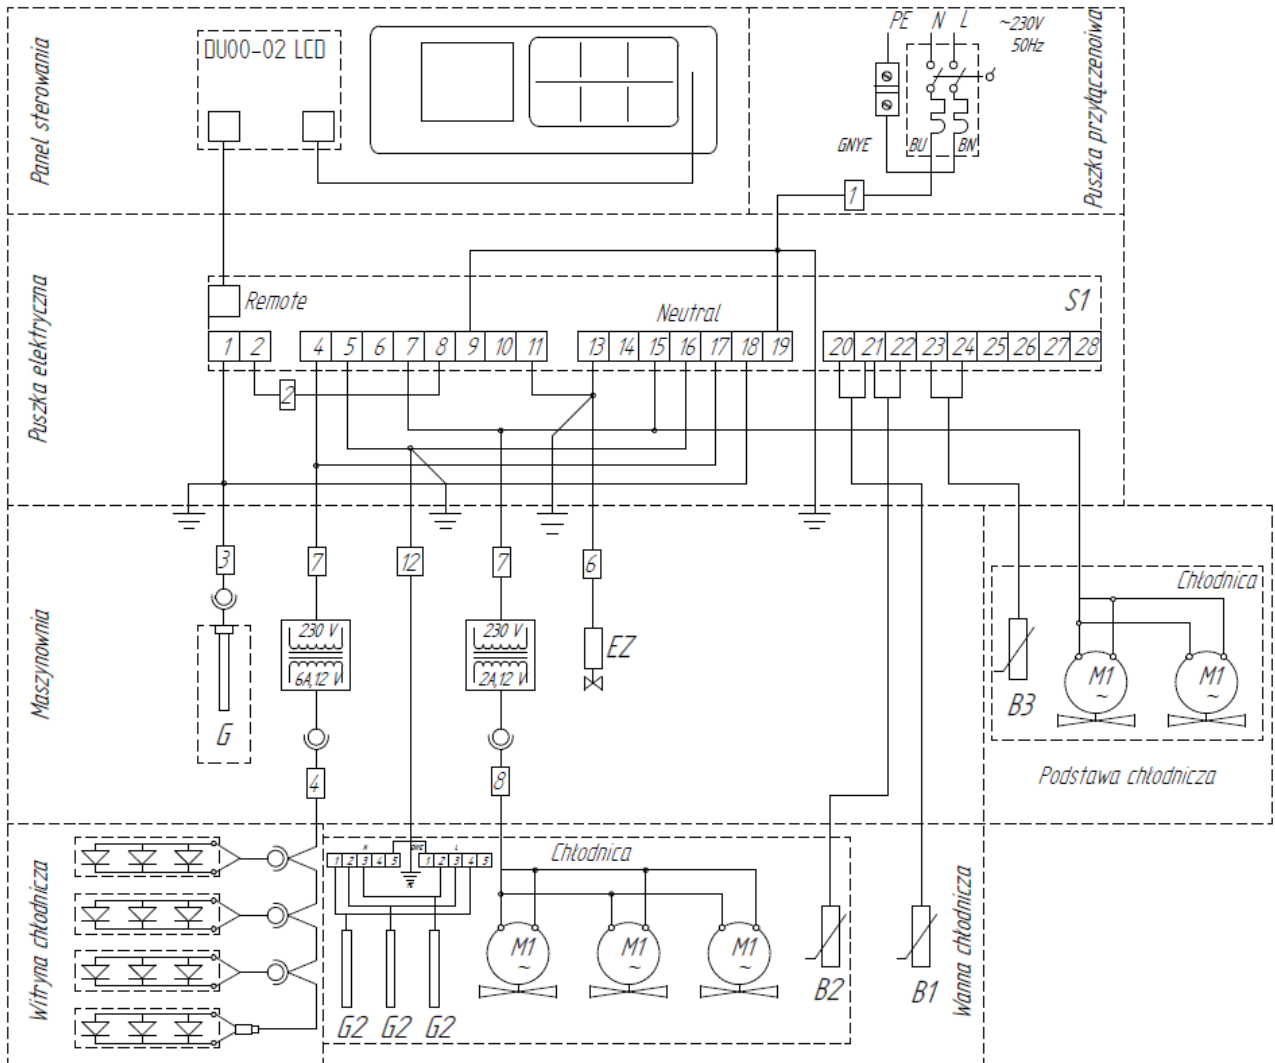 Panel sterowania
DU00-02 LCD
PE N L ~230V
50Hz
GNYE BU BN
Puszka przyłączenoiwa
1
Puszka elektryczna
Remote
Neutral
S1
1 2 4 5 6 7 8 9 10 11 13 14 15 16 17 18 19 20 21 22 23 24 25 26 27 28
2
Maszynownia
3 7 12 7 6
230 V
6A,12 V
230 V
2A,12 V
EZ
G
4
8
Chłodnica
B3
M1
~
M1
~
Podstawa chłodnicza
Witryna chłodnicza
N L
1 2 3 4 5 1 2 3 4 5
Chłodnica
G2 G2 G2
M1
~
M1
~
M1
~
B2
B1
Wanna chłodnicza